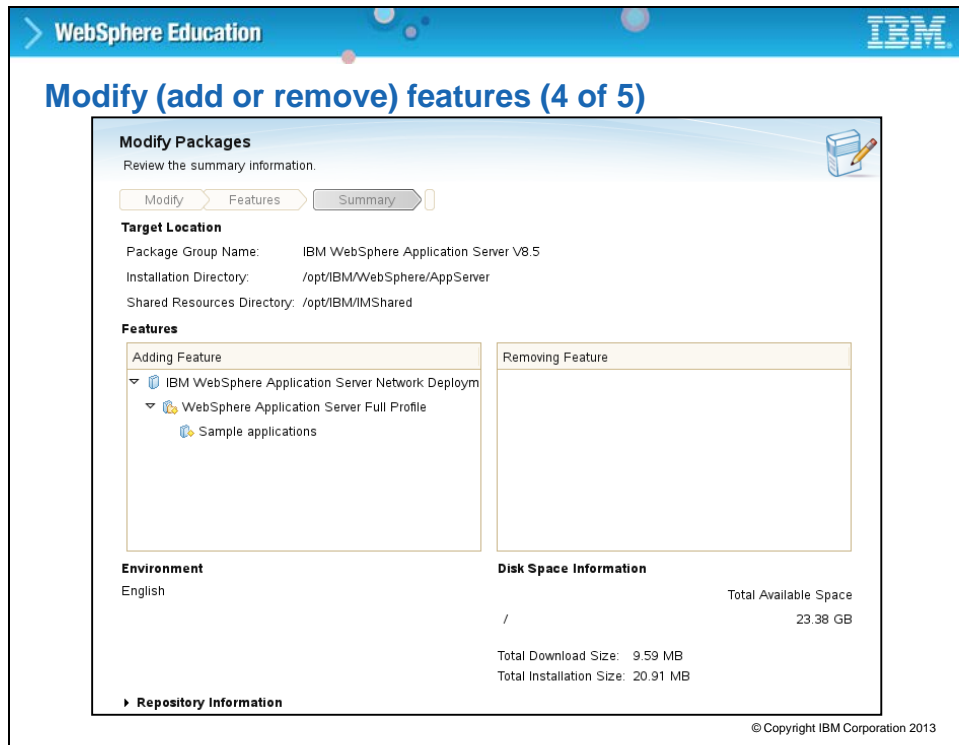 WebSphere Education
IBM
Modify (add or remove) features (4 of 5)
Modify Packages
Review the summary information.
Modify
Features
Summary
Target Location
Package Group Name: IBM WebSphere Application Server V8.5
Installation Directory: /opt/IBM/WebSphere/AppServer
Shared Resources Directory: /opt/IBM/IMShared
Features
Adding Feature
IBM WebSphere Application Server Network Deploym
WebSphere Application Server Full Profile
Sample applications
Removing Feature
Environment
English
Disk Space Information
Total Available Space
/ 23.38 GB
Total Download Size: 9.59 MB
Total Installation Size: 20.91 MB
Repository Information
© Copyright IBM Corporation 2013